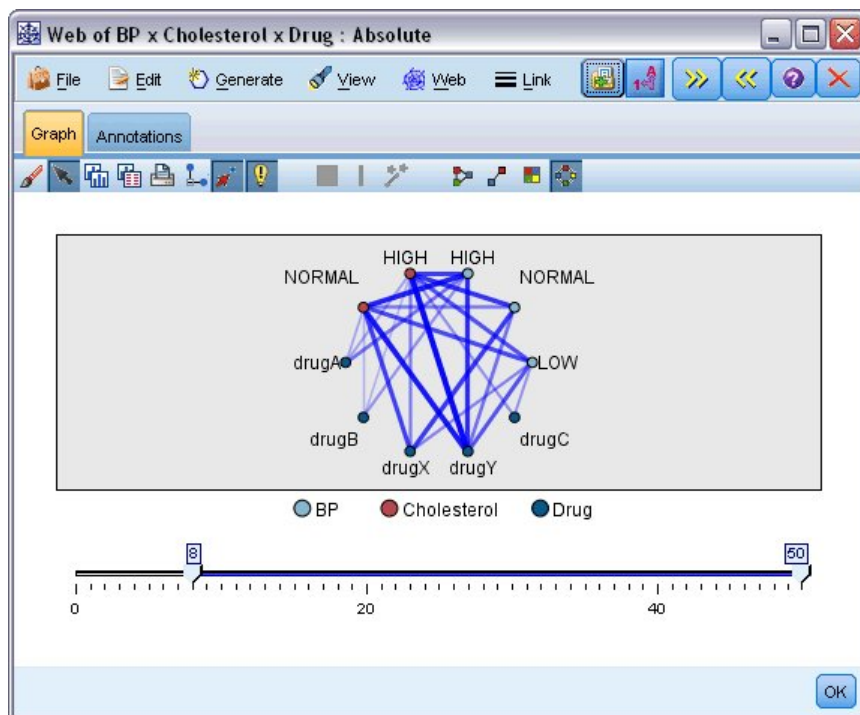 Web of BP x Cholesterol x Drug : Absolute
File Edit Generate View Web Link
Graph Annotations
HIGH HIGH
NORMAL NORMAL
drugA LOW
drugB drugC
drugX drugY
BP Cholesterol Drug
8 50
0 20 40
OK